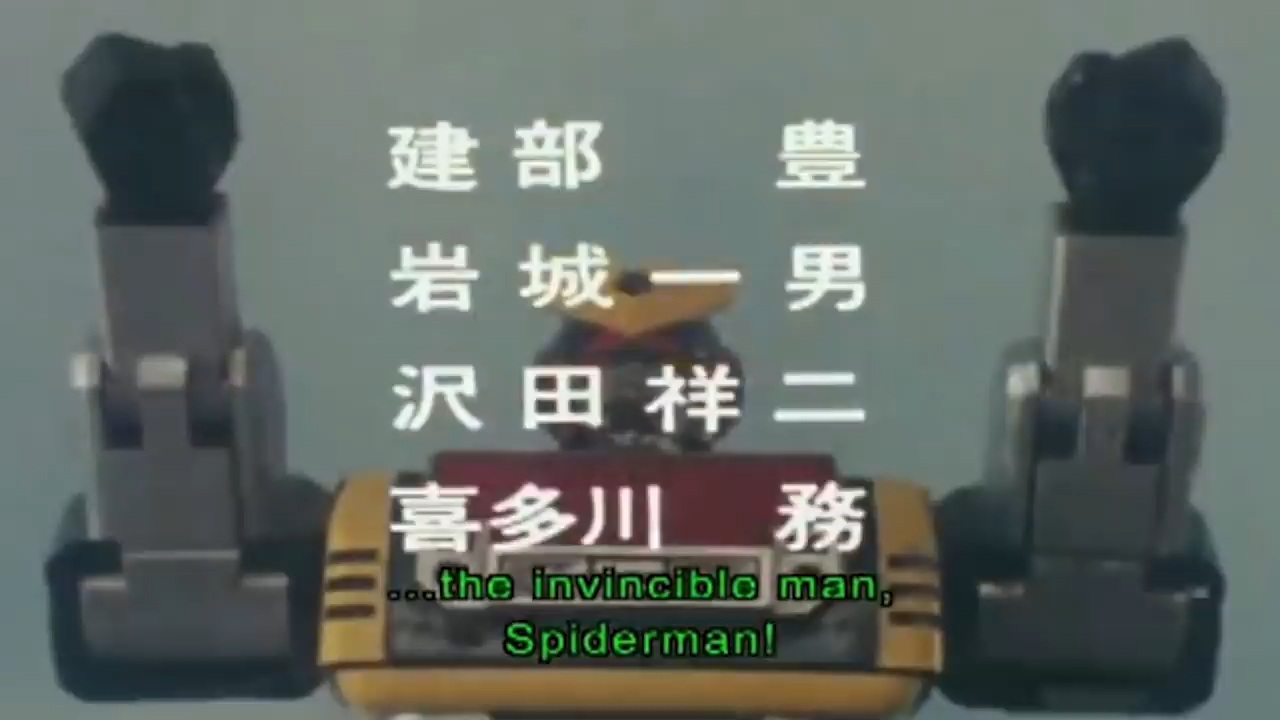 建部 豊
岩城一男
沢田祥二
喜多川 務
...the invincible man,
Spiderman!